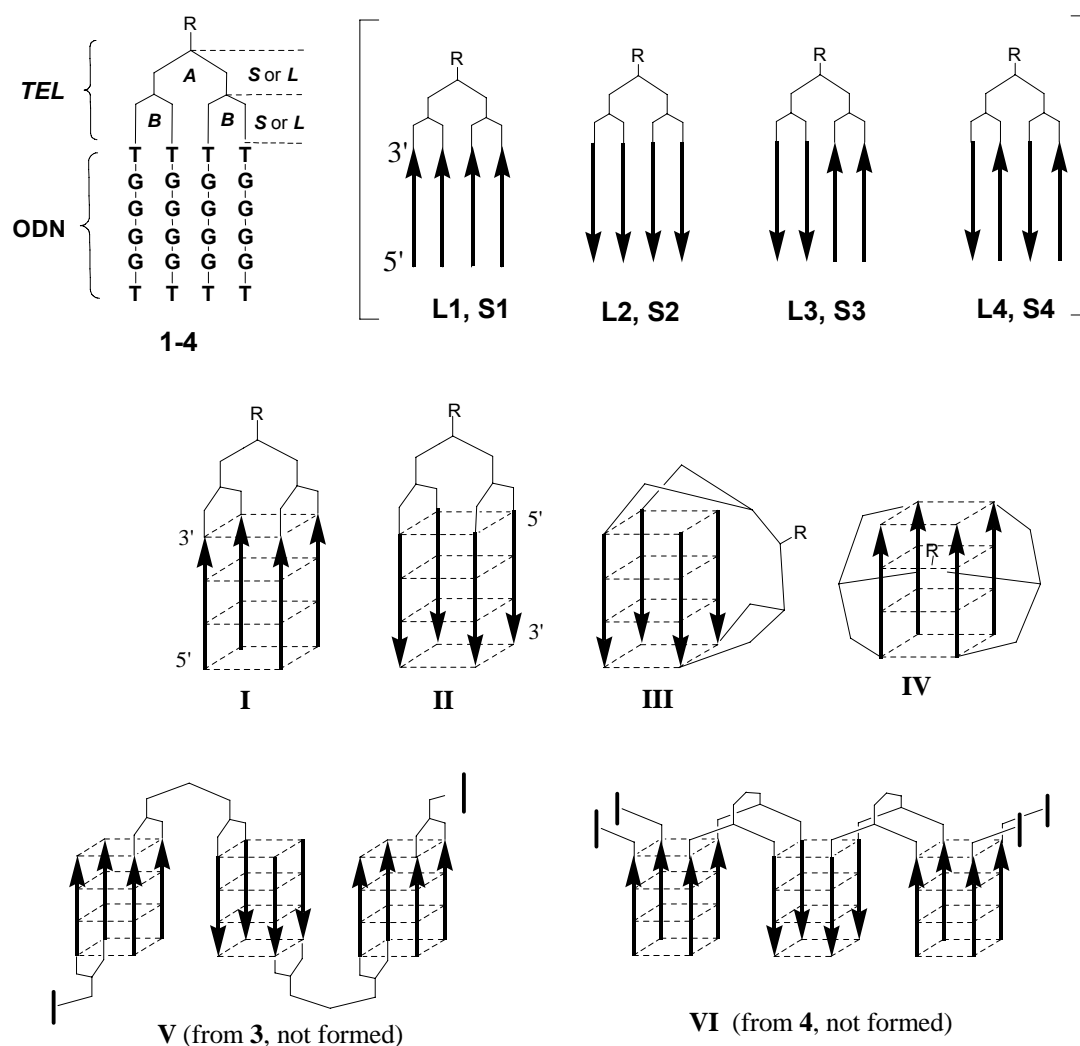 R
R
R
R
R
A
S or L
TEL
B
B
S or L
3'
T T T T
G G G G
G G G G
G G G G
G G G G
T T T T
ODN
5'
1-4
L1, S1
L2, S2
L3, S3
L4, S4
R
R
3'
5'
R
R
5'
3'
I
II
III
IV
V (from 3, not formed)
VI (from 4, not formed)